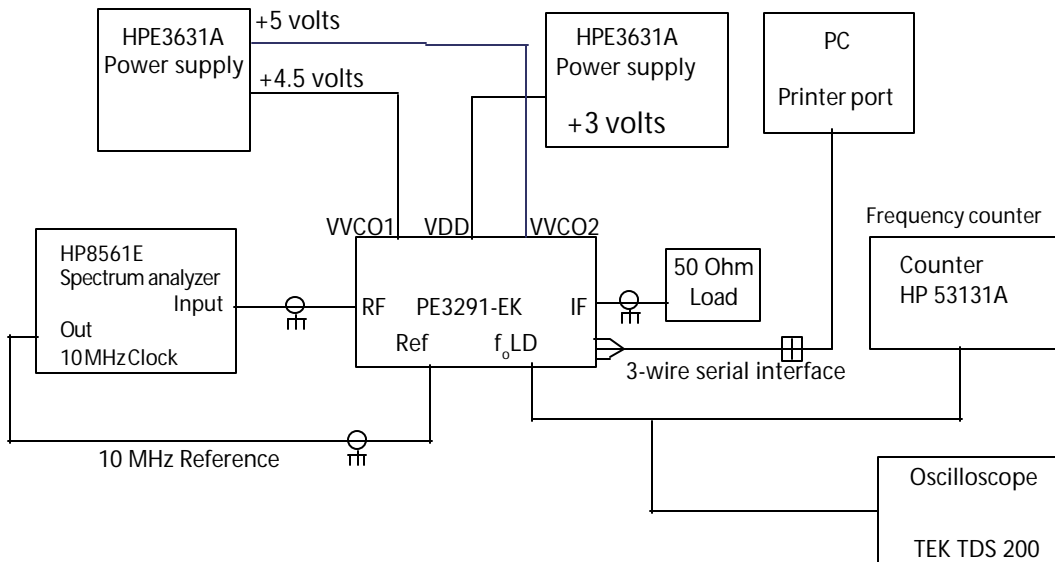 HPE3631A
Power supply
+5 volts
+4.5 volts
HPE3631A
Power supply
+3 volts
PC
Printer port
VVCO1
VDD
VVCO2
HP8561E
Spectrum analyzer
Input
Out
10 MHz Clock
RF
PE3291-EK
IF
Ref
foLD
50 Ohm
Load
Frequency counter
Counter
HP 53131A
3-wire serial interface
10 MHz Reference
Oscilloscope
TEK TDS 200